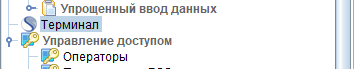 Упрощенный ввод данных
Терминал
Управление доступом
Операторы